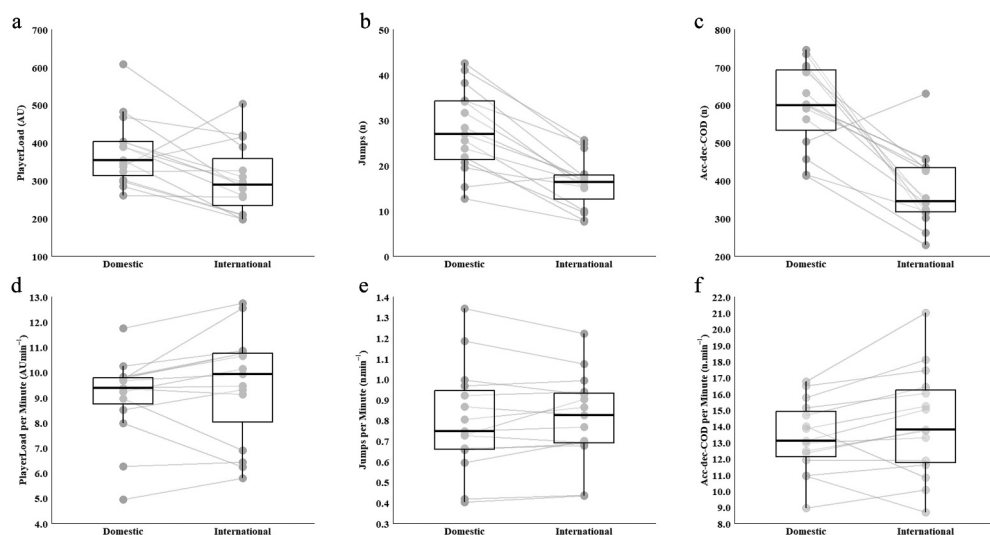 a
700
600
500
400
300
200
100
PlayerLoad (AU)
Domestic
International
b
50
40
30
20
10
0
Jumps (n)
Domestic
International
c
800
700
600
500
400
300
200
Acc-dec-COD (n)
Domestic
International
d
13.0
12.0
11.0
10.0
9.0
8.0
7.0
6.0
5.0
4.0
PlayerLoad per Minute (AUmin⁻¹)
Domestic
International
e
1.4
1.3
1.2
1.1
1.0
0.9
0.8
0.7
0.6
0.5
0.4
0.3
Jumps per Minute (n.min⁻¹)
Domestic
International
f
22.0
21.0
20.0
19.0
18.0
17.0
16.0
15.0
14.0
13.0
12.0
11.0
10.0
9.0
8.0
Acc-dec-COD per Minute (n.min⁻¹)
Domestic
International